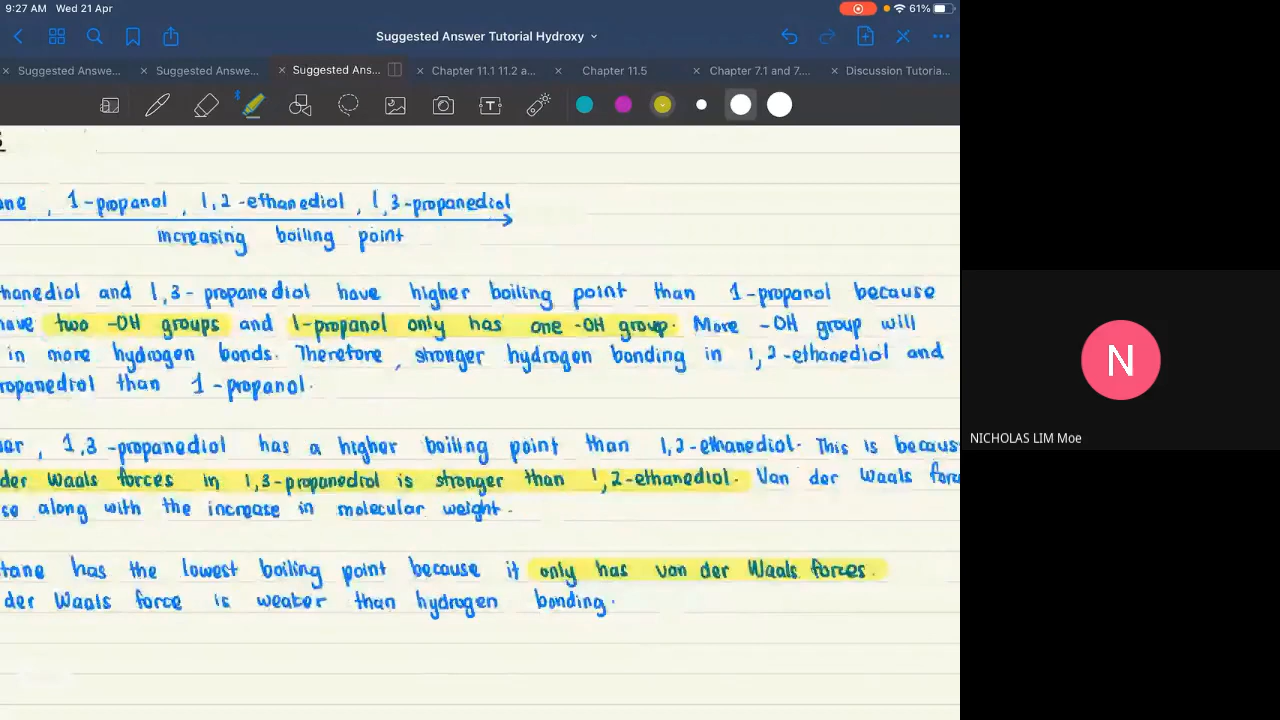 9:27 AM Wed 21 Apr
61%
Suggested Answer Tutorial Hydroxy
Suggested Answe...
Suggested Answe...
Suggested Ans...
Chapter 11.1 11.2 a...
Chapter 11.5
Chapter 7.1 and 7....
Discussion Tutoria...
ane , 1-propanol , 1,2-ethanediol , 1,3-propanediol
increasing boiling point
hanediol and 1,3-propanediol have higher boiling point than 1-propanol because
have two -OH groups and 1-propanol only has one -OH group. More -OH group will
in more hydrogen bonds. Therefore, stronger hydrogen bonding in 1,2-ethanediol and
ropanediol than 1-propanol.
er, 1,3-propanediol has a higher boiling point than 1,2-ethanediol. This is becaus
der Waals forces in 1,3-propanediol is stronger than 1,2-ethanediol. Van der Waals forc
se along with the increase in molecular weight.
tane has the lowest boiling point because it only has van der Waals forces.
der Waals force is weaker than hydrogen bonding.
N
NICHOLAS LIM Moe